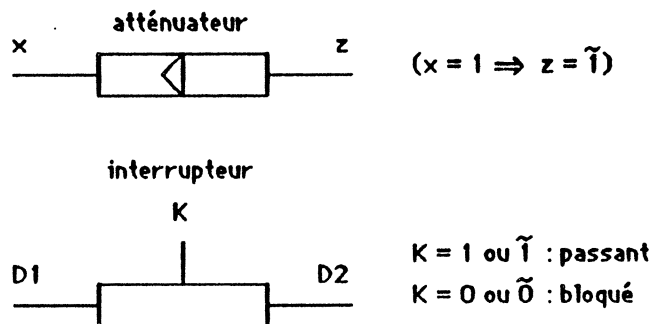 atténuateur
x z (x = 1 ⇒ z = 1̃)
interrupteur
K
D1 D2
K = 1 ou 1̃ : passant
K = 0 ou 0̃ : bloqué